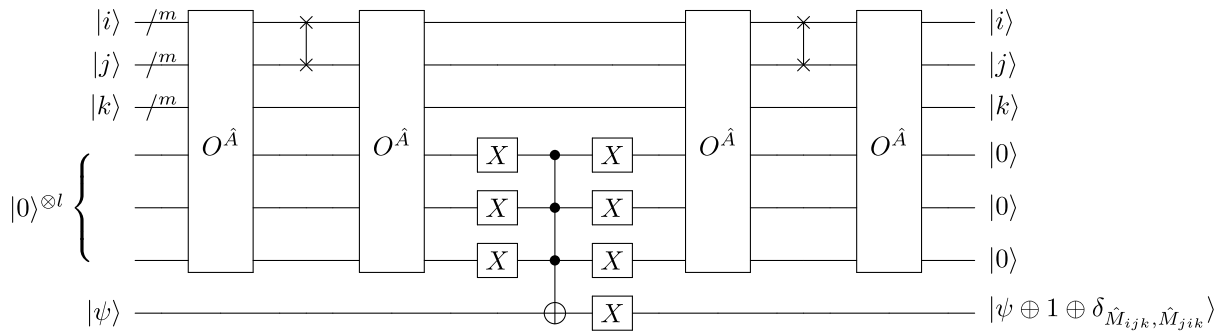 |i⟩ /m |i⟩
|j⟩ /m |j⟩
|k⟩ /m |k⟩
O^Â O^Â O^Â O^Â
X X |0⟩
|0⟩^{⊗l} X X |0⟩
X X |0⟩
|ψ⟩ X |ψ ⊕ 1 ⊕ δ_{M̂_{ijk}, M̂_{jik}}⟩